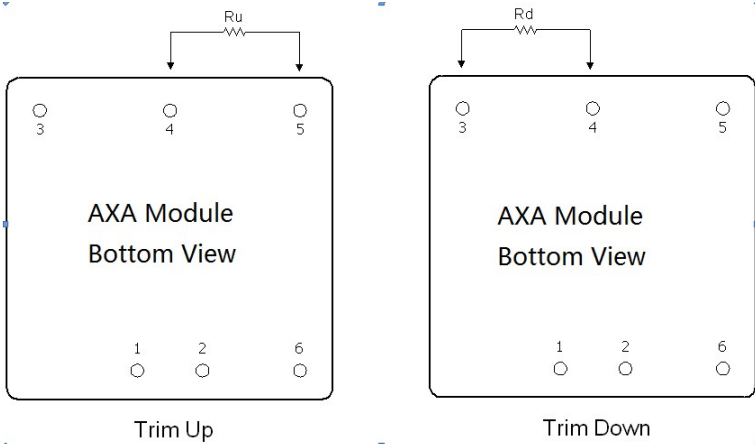 Ru
Rd
3 4 5
3 4 5
AXA Module
Bottom View
AXA Module
Bottom View
1 2 6
1 2 6
Trim Up
Trim Down